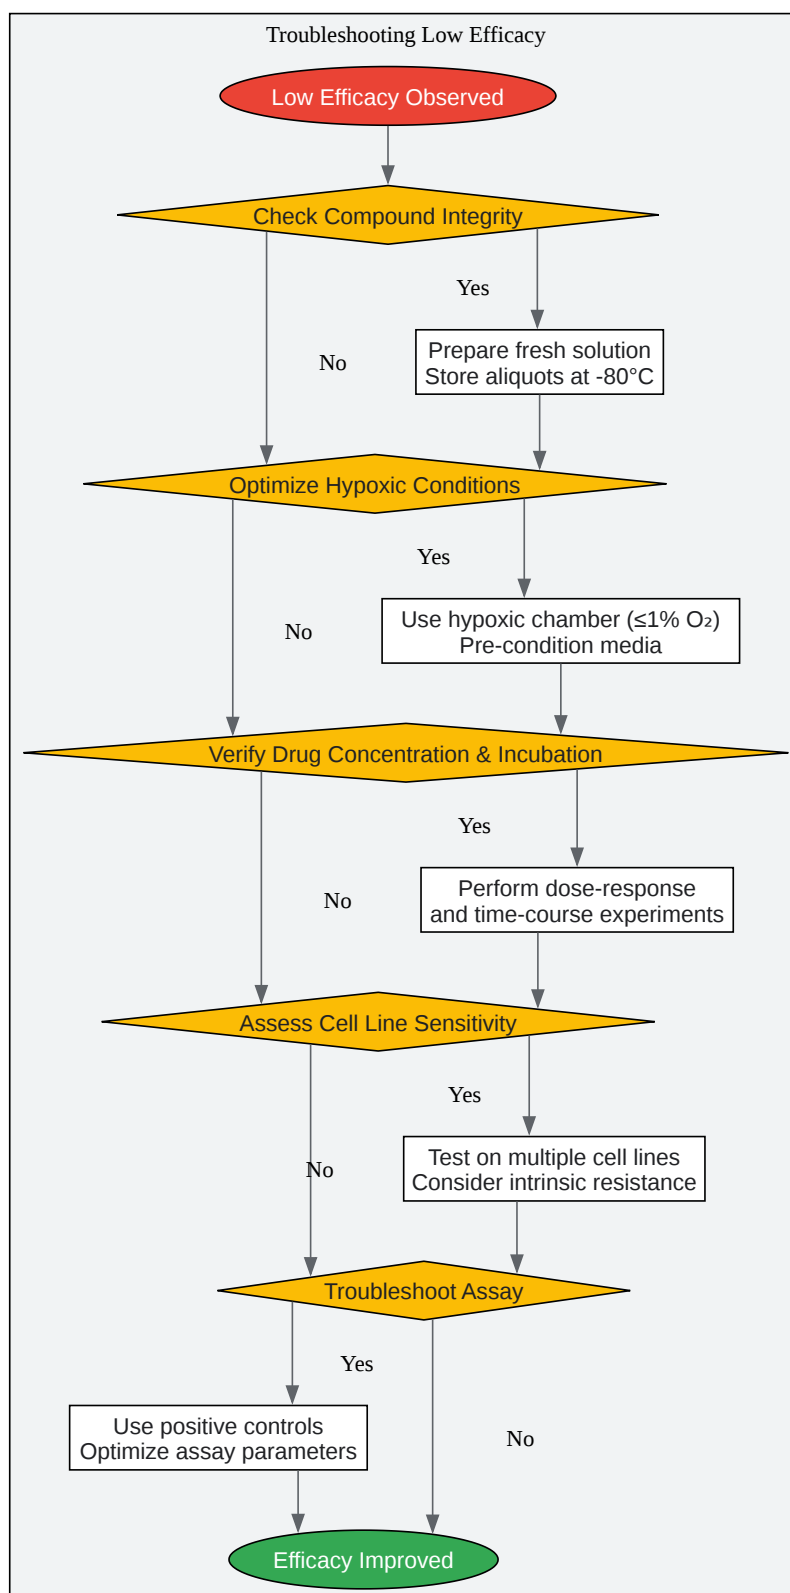 Troubleshooting Low Efficacy
Low Efficacy Observed
Check Compound Integrity
Yes
No
Prepare fresh solution
Store aliquots at -80°C
Optimize Hypoxic Conditions
Yes
No
Use hypoxic chamber (≤1% O₂)
Pre-condition media
Verify Drug Concentration & Incubation
Yes
No
Perform dose-response
and time-course experiments
Assess Cell Line Sensitivity
Yes
No
Test on multiple cell lines
Consider intrinsic resistance
Troubleshoot Assay
Yes
No
Use positive controls
Optimize assay parameters
Efficacy Improved